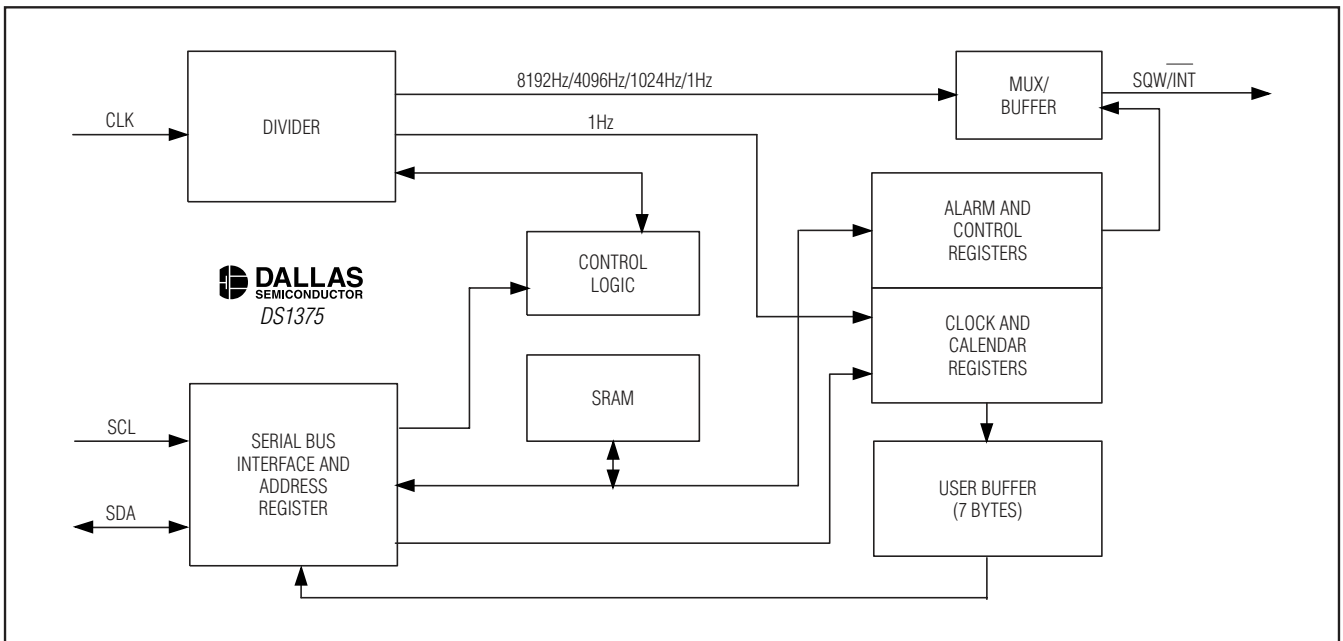 8192Hz/4096Hz/1024Hz/1Hz
MUX/
BUFFER
SQW/I̅N̅T̅
CLK
DIVIDER
1Hz
ALARM AND
CONTROL
REGISTERS
CONTROL
LOGIC
DALLAS
SEMICONDUCTOR
DS1375
CLOCK AND
CALENDAR
REGISTERS
SRAM
SCL
SERIAL BUS
INTERFACE AND
ADDRESS
REGISTER
USER BUFFER
(7 BYTES)
SDA